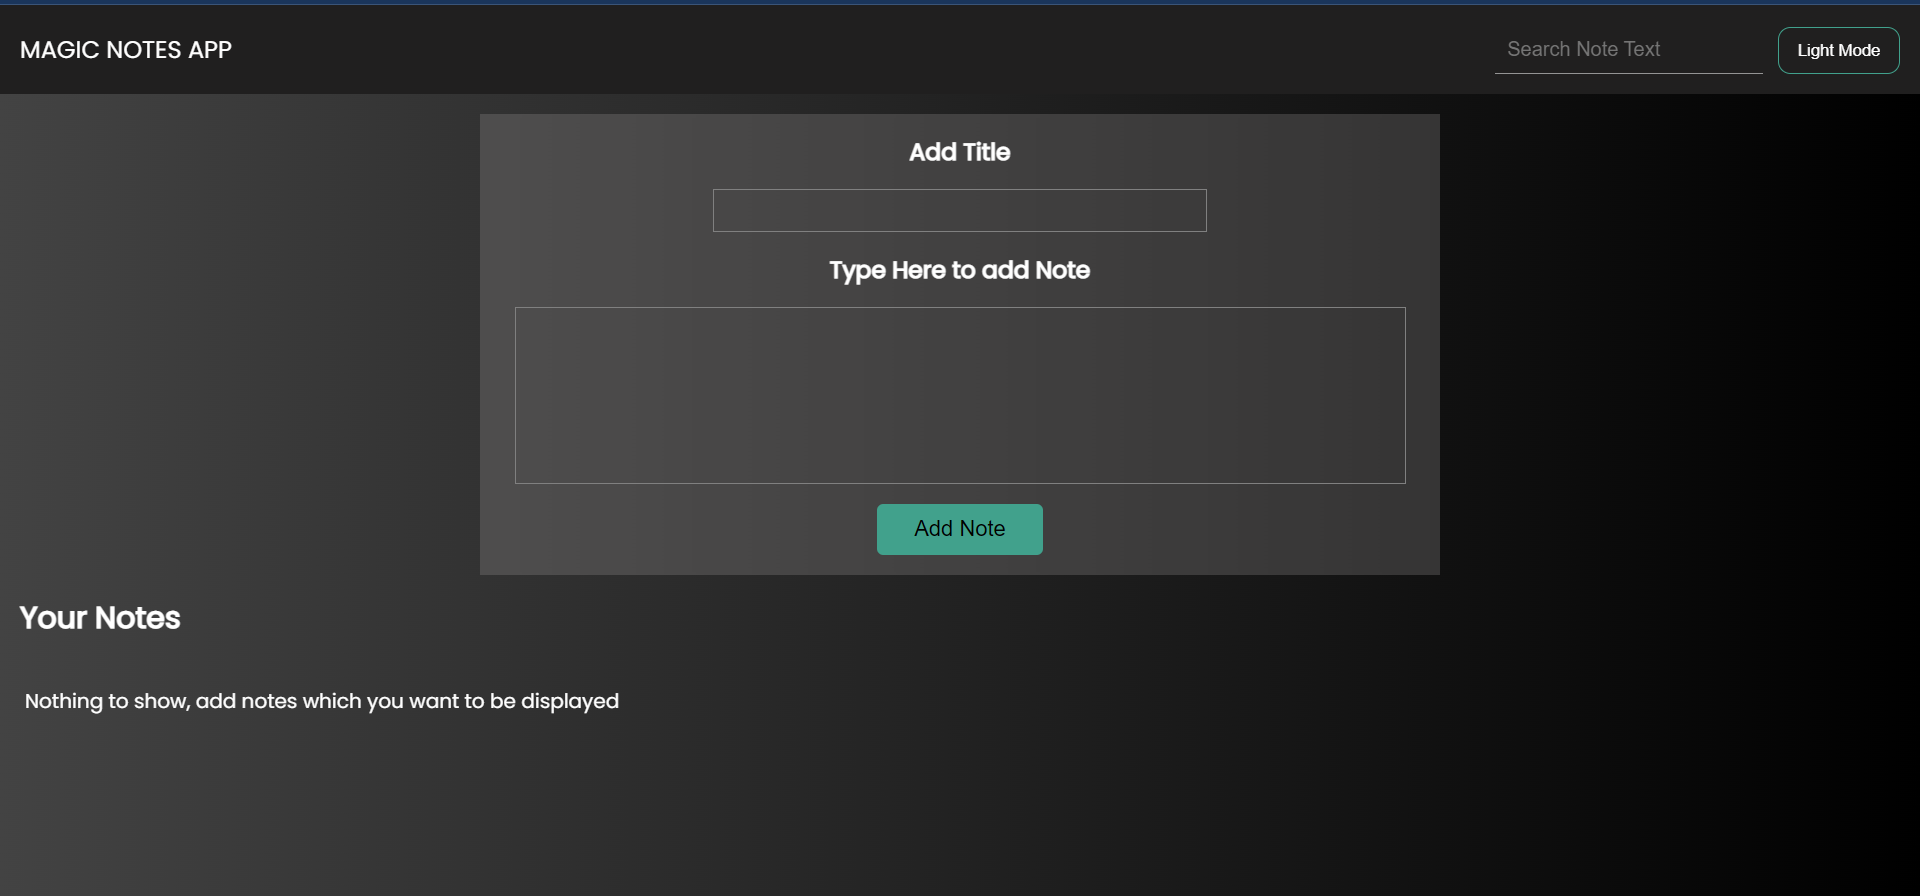 MAGIC NOTES APP
Search Note Text
Light Mode
Add Title
Type Here to add Note
Add Note
Your Notes
Nothing to show, add notes which you want to be displayed